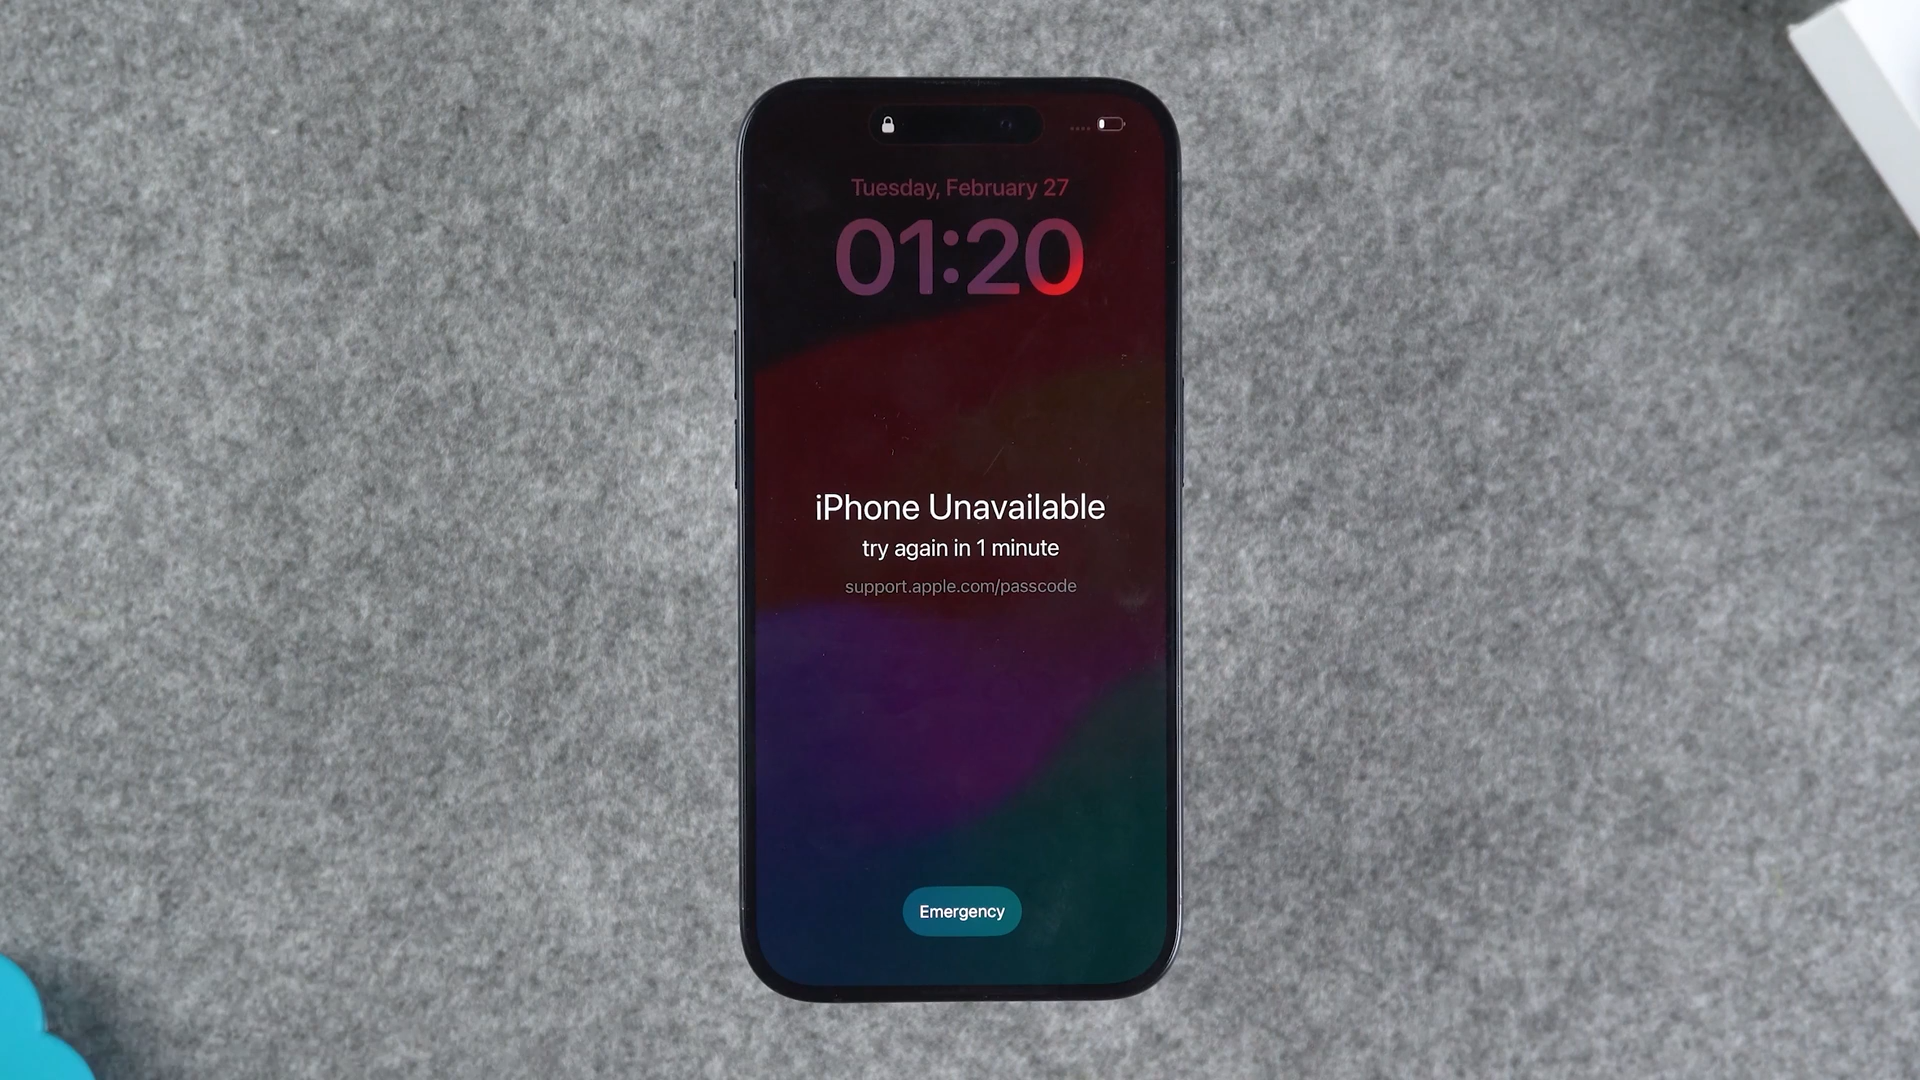 Tuesday, February 27
01:20
iPhone Unavailable
try again in 1 minute
support.apple.com/passcode
Emergency